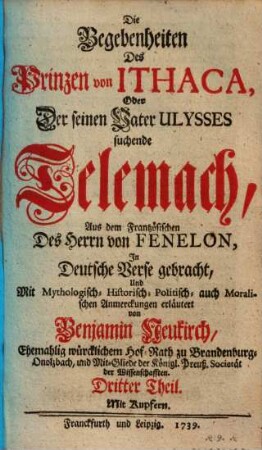 Die
Begebenheiten
Des
Prinzen von ITHACA,
Oder
Der seinen Vater ULYSSES
suchende
Telemach,
Aus dem Frantzösischen
Des Herrn von FENELON,
In
Deutsche Verse gebracht,
Und
Mit Mythologisch- Historisch- Politisch- auch Morali-
schen Anmerckungen erläutert
von
Benjamin Neukirch,
Ehemahlig würcklichem Hof-Rath zu Brandenburg-
Onolzbach, und Mit-Gliede der Königl. Preuß. Societät
der Wissenschafften.
Dritter Theil.
Mit Kupfern.
Franckfurth und Leipzig. 1739.